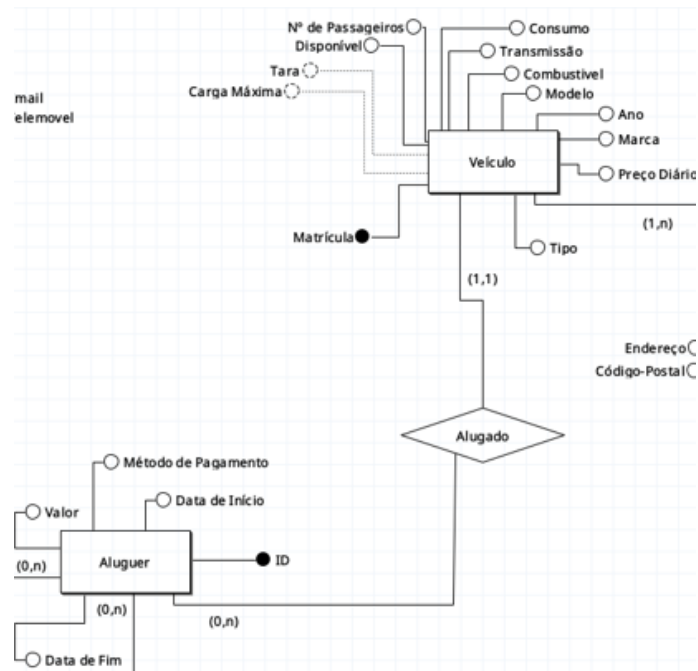 Nº de Passageiros
Consumo
Disponível
Transmissão
Tara
Combustivel
Carga Máxima
Modelo
mail
elemovel
Ano
Marca
Veículo
Preço Diário
Matrícula
(1,n)
Tipo
(1,1)
Endereço
Código-Postal
Alugado
Método de Pagamento
Data de Início
Valor
Aluguer
ID
(0,n)
(0,n)
(0,n)
Data de Fim